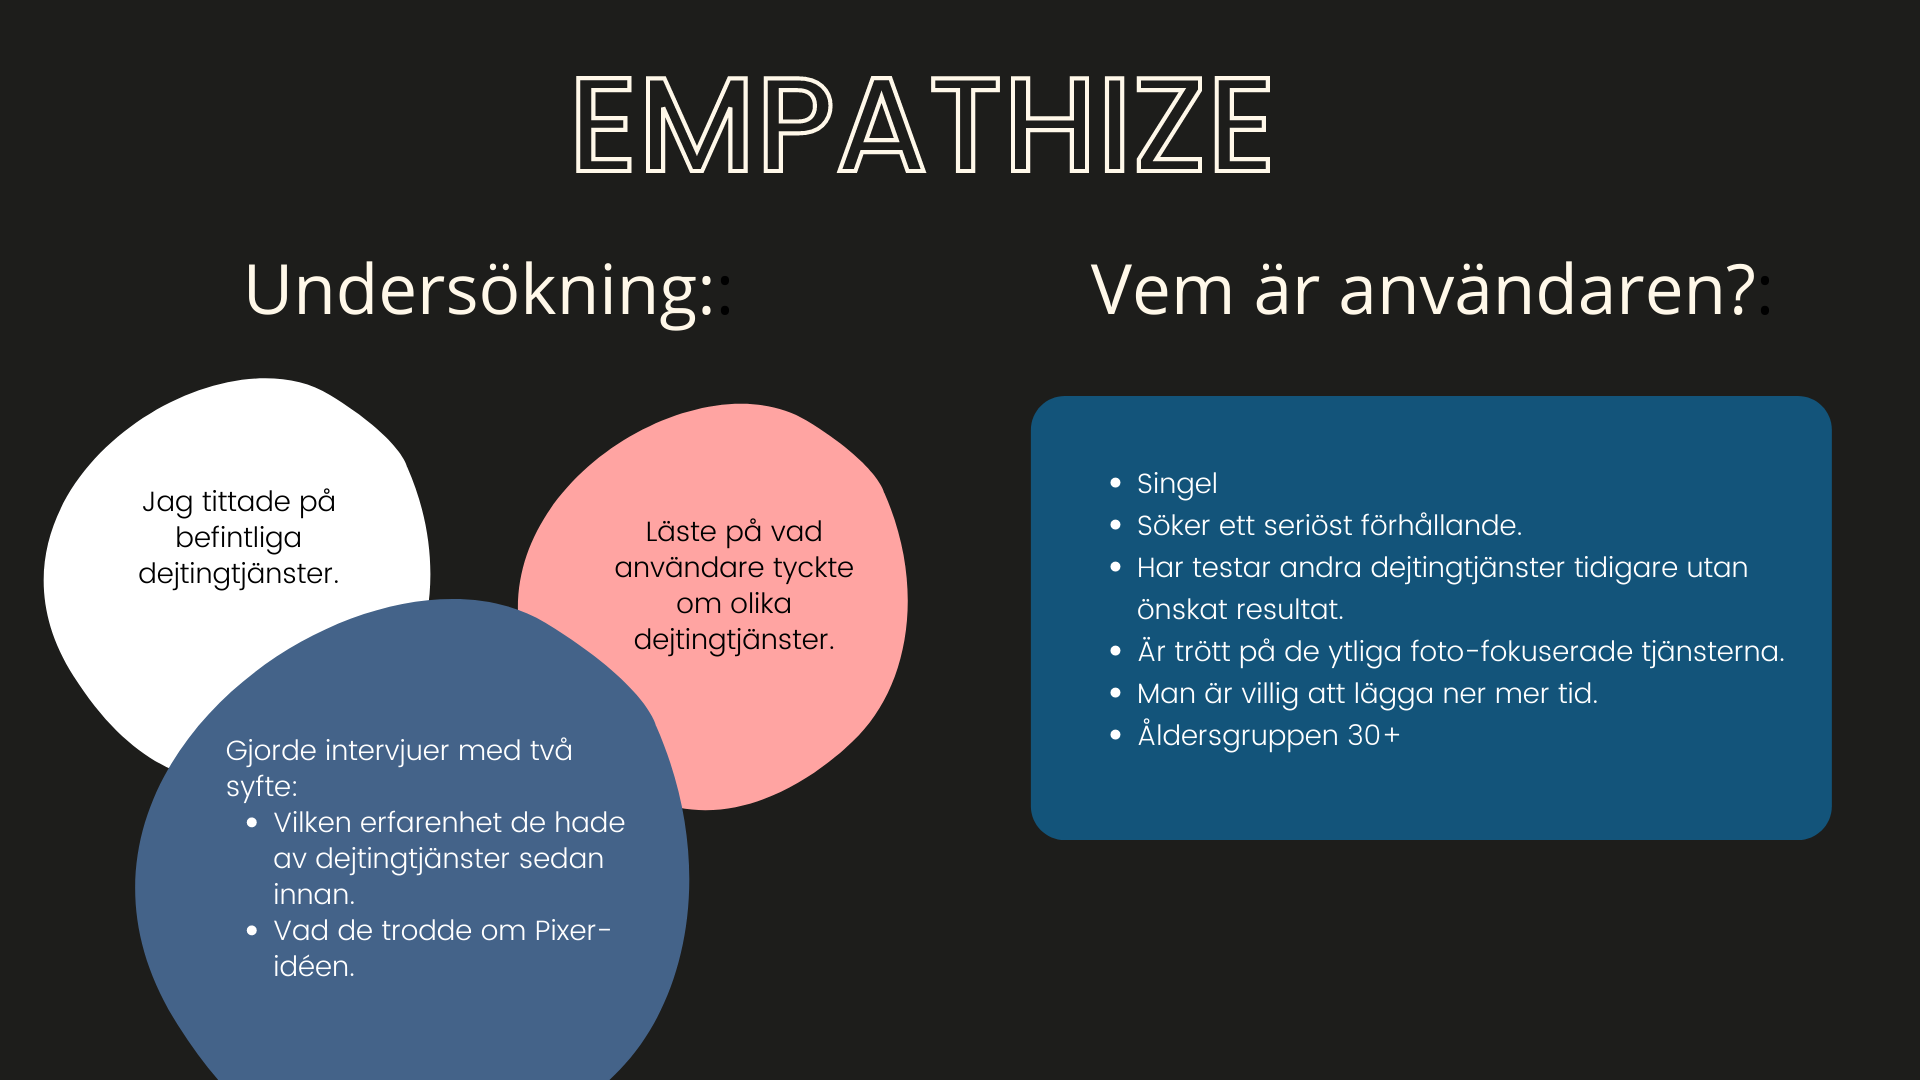 EMPATHIZE
Undersökning::
Jag tittade på
befintliga
dejtingtjänster.
Läste på vad
användare tyckte
om olika
dejtingtjänster.
Gjorde intervjuer med två
syfte:
• Vilken erfarenhet de hade
av dejtingtjänster sedan
innan.
• Vad de trodde om Pixer-
idéen.
Vem är användaren?:
• Singel
• Söker ett seriöst förhållande.
• Har testar andra dejtingtjänster tidigare utan
önskat resultat.
• Är trött på de ytliga foto-fokuserade tjänsterna.
• Man är villig att lägga ner mer tid.
• Åldersgruppen 30+